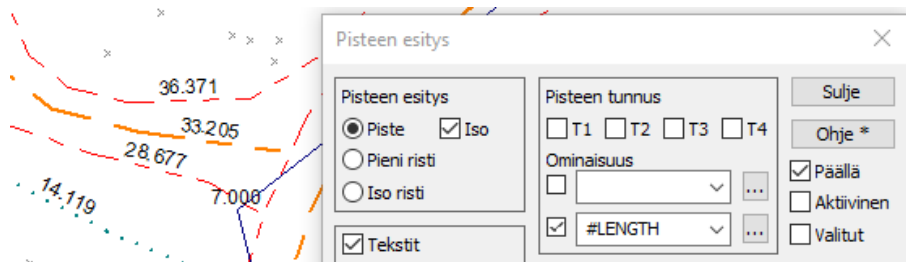 36.371
33.205
28.677
14.119
7.000
Pisteen esitys
Pisteen esitys
Piste Iso
Pieni risti
Iso risti
Tekstit
Pisteen tunnus
T1 T2 T3 T4
Ominaisuus
...
#LENGTH ...
Sulje
Ohje *
Päällä
Aktiivinen
Valitut